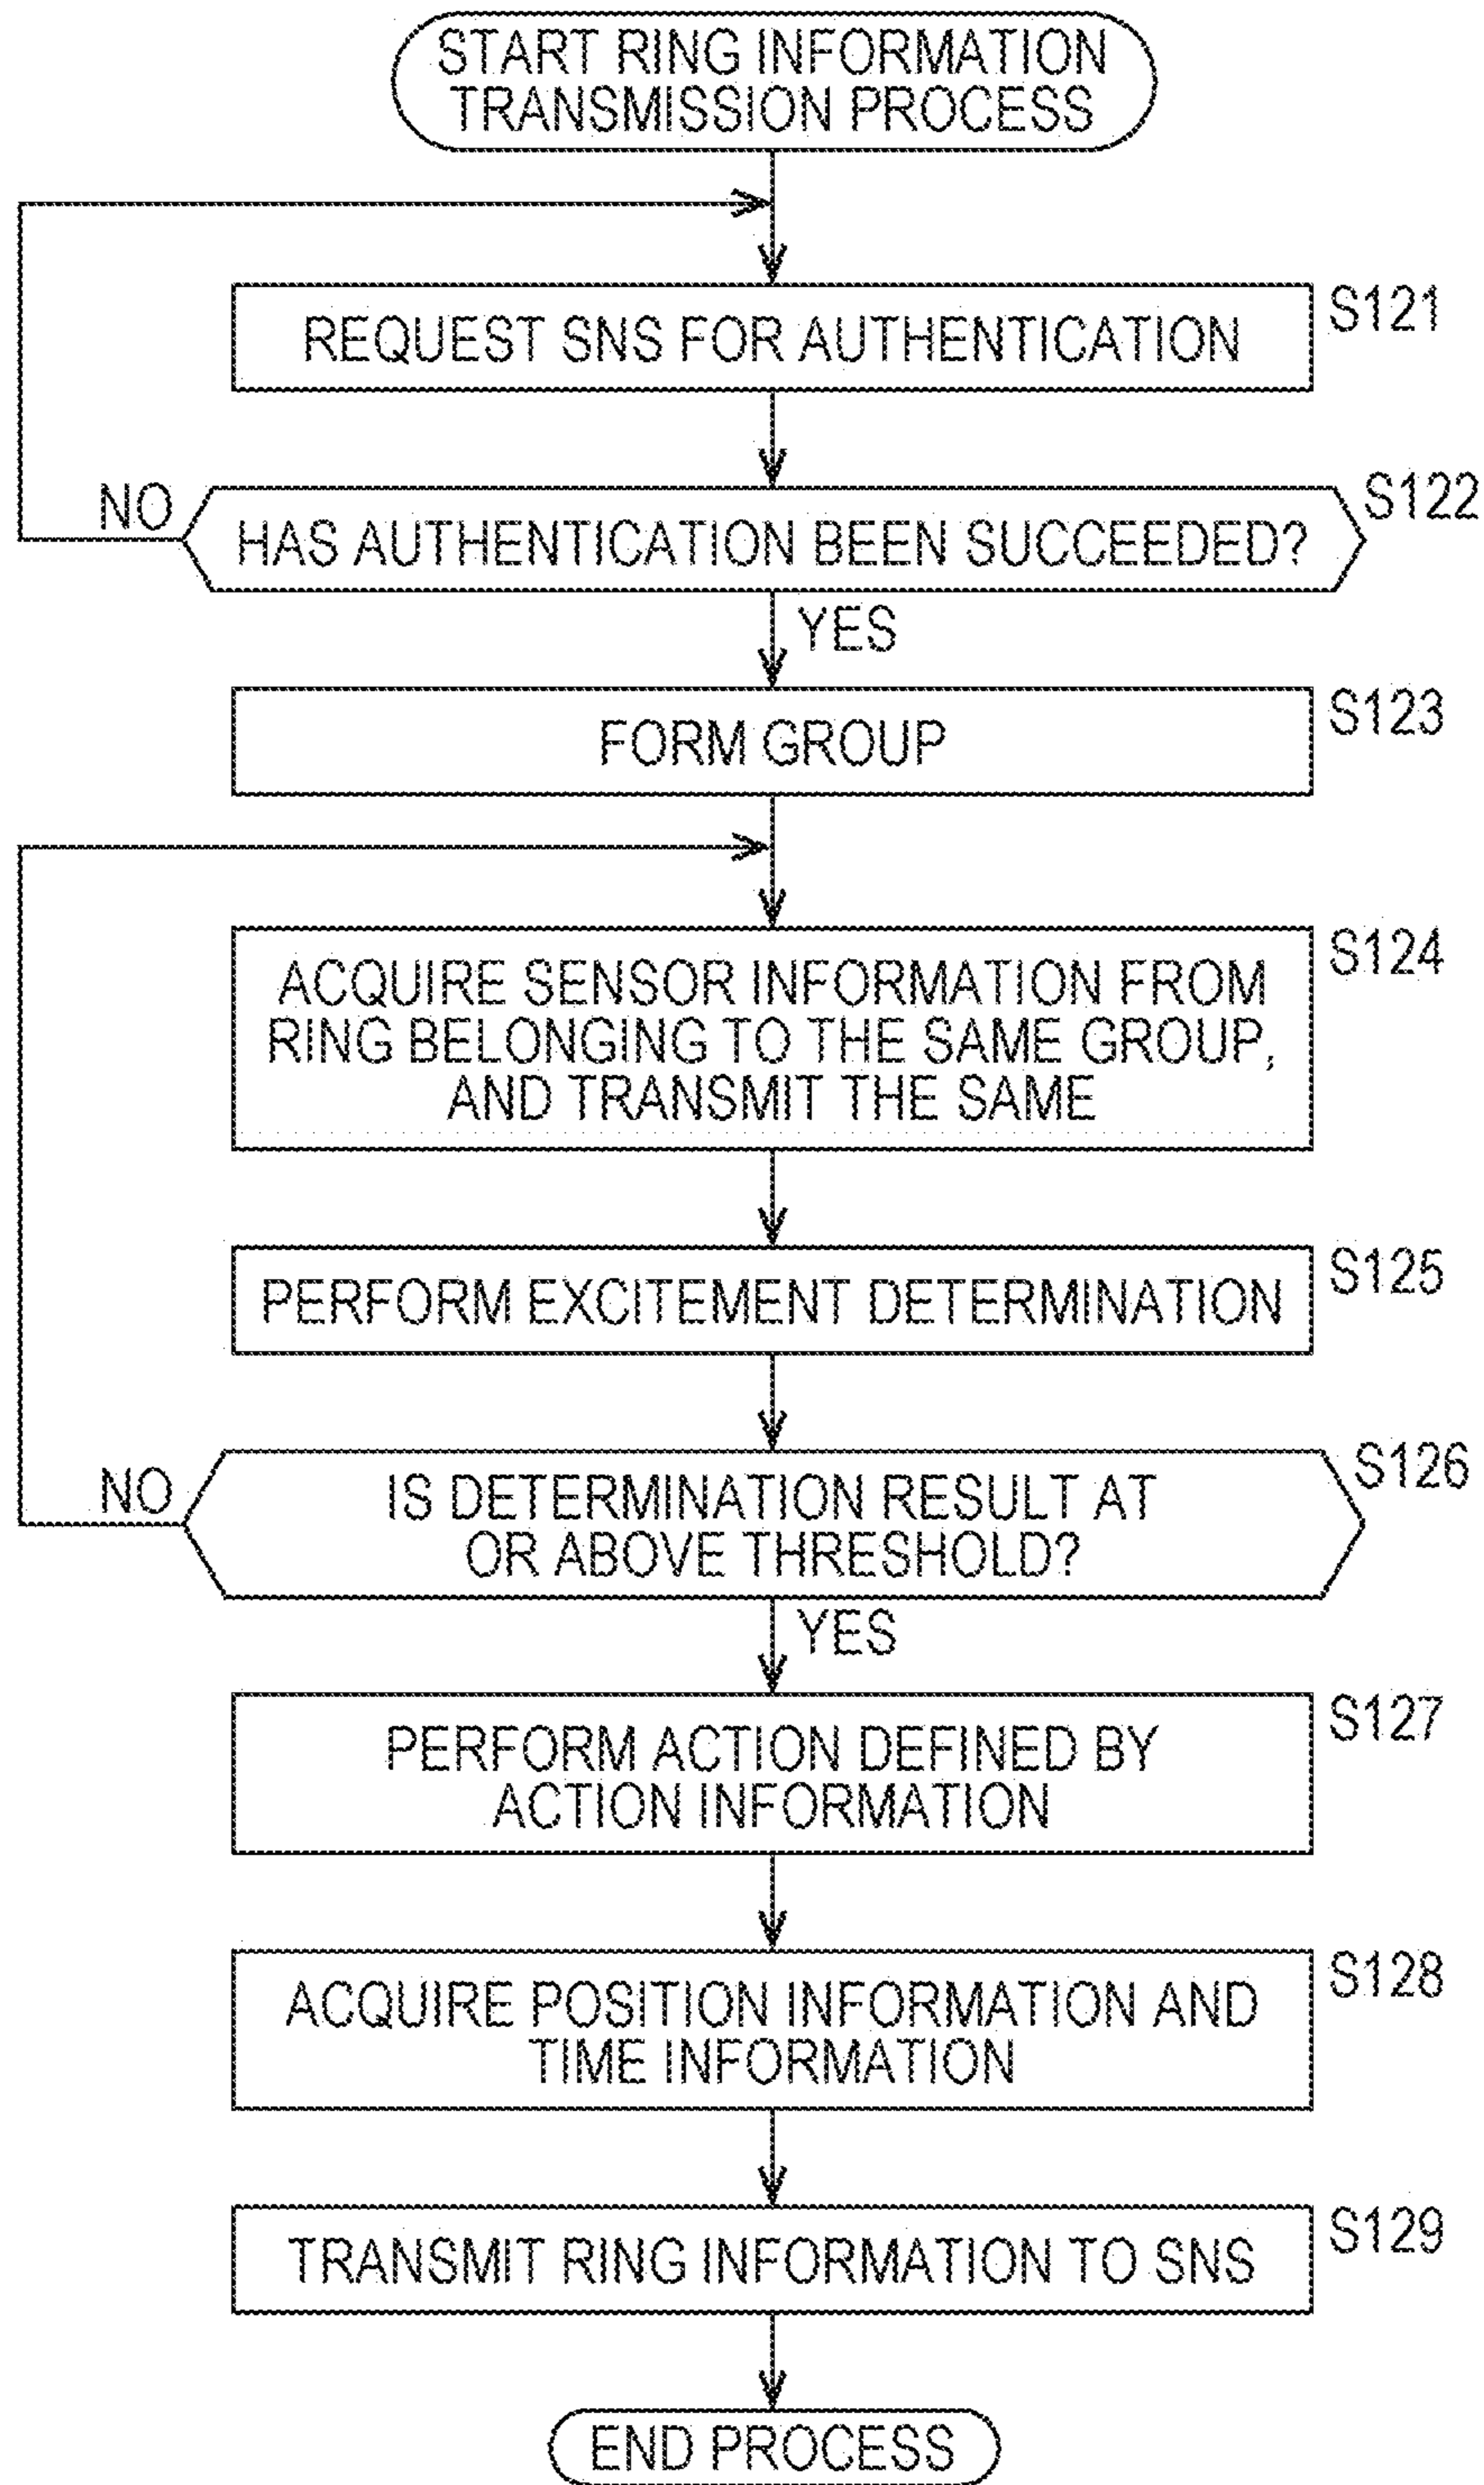 START RING INFORMATION
TRANSMISSION PROCESS
REQUEST SNS FOR AUTHENTICATION
S121
NO
HAS AUTHENTICATION BEEN SUCCEEDED?
S122
YES
FORM GROUP
S123
ACQUIRE SENSOR INFORMATION FROM
RING BELONGING TO THE SAME GROUP,
AND TRANSMIT THE SAME
S124
PERFORM EXCITEMENT DETERMINATION
S125
NO
IS DETERMINATION RESULT AT
OR ABOVE THRESHOLD?
S126
YES
PERFORM ACTION DEFINED BY
ACTION INFORMATION
S127
ACQUIRE POSITION INFORMATION AND
TIME INFORMATION
S128
TRANSMIT RING INFORMATION TO SNS
S129
END PROCESS